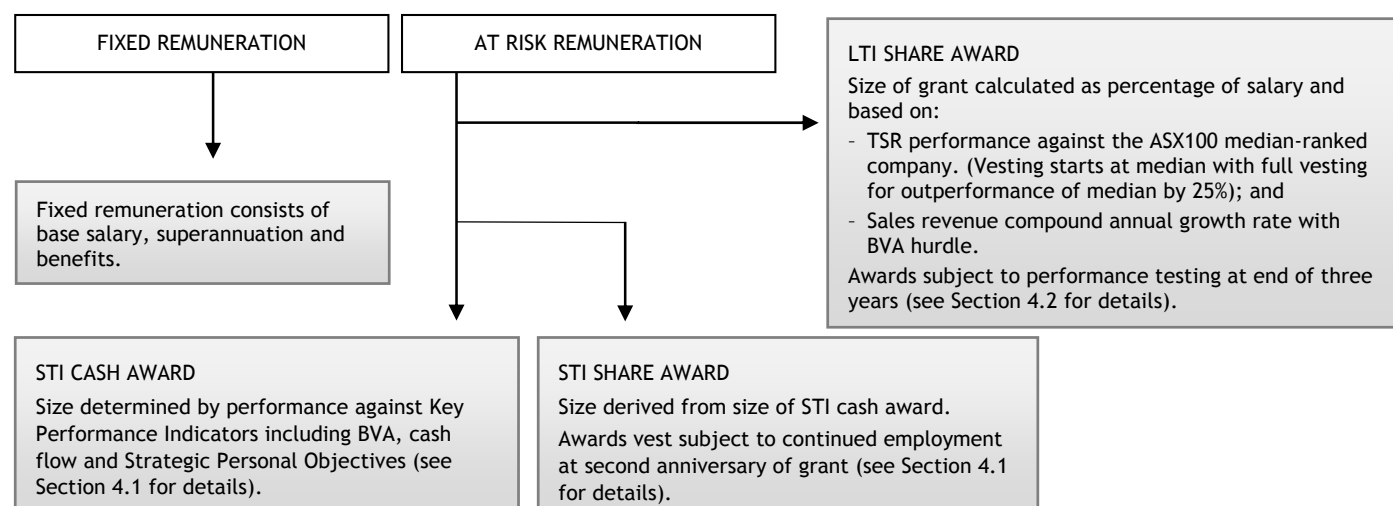 FIXED REMUNERATION
AT RISK REMUNERATION
LTI SHARE AWARD
Size of grant calculated as percentage of salary and
based on:
– TSR performance against the ASX100 median-ranked
company. (Vesting starts at median with full vesting
for outperformance of median by 25%); and
– Sales revenue compound annual growth rate with
BVA hurdle.
Awards subject to performance testing at end of three
years (see Section 4.2 for details).
Fixed remuneration consists of
base salary, superannuation and
benefits.
STI CASH AWARD
Size determined by performance against Key
Performance Indicators including BVA, cash
flow and Strategic Personal Objectives (see
Section 4.1 for details).
STI SHARE AWARD
Size derived from size of STI cash award.
Awards vest subject to continued employment
at second anniversary of grant (see Section 4.1
for details).